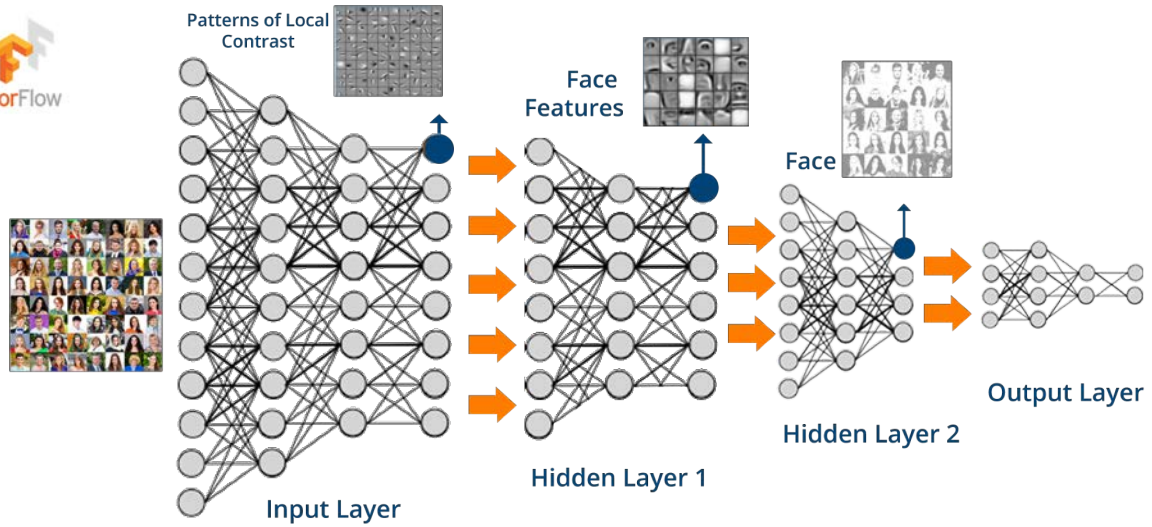 orFlow
Patterns of Local
Contrast
Face
Features
Face
Input Layer
Hidden Layer 1
Hidden Layer 2
Output Layer